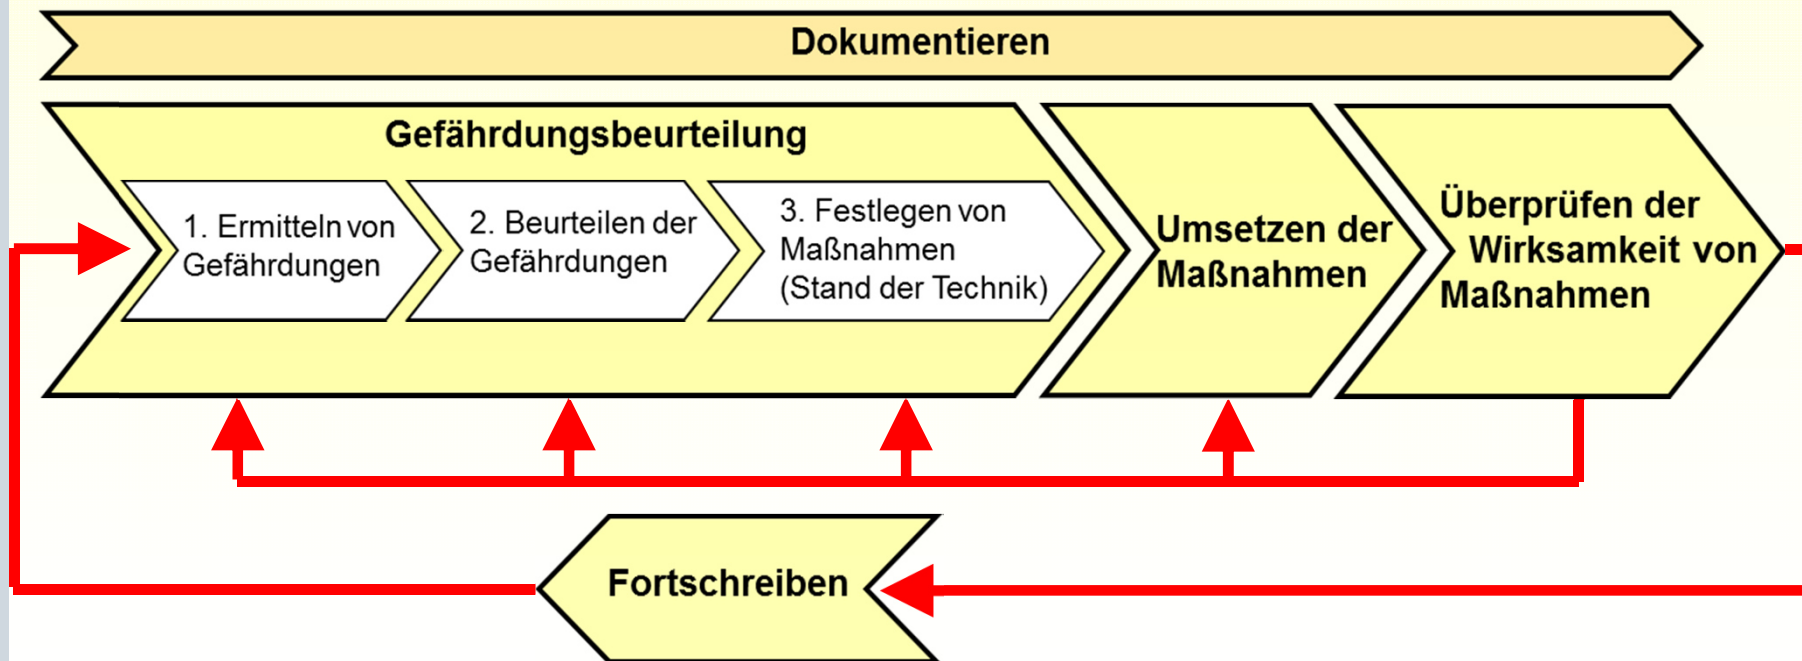 Dokumentieren
Gefährdungsbeurteilung
1. Ermitteln von
Gefährdungen
2. Beurteilen der
Gefährdungen
3. Festlegen von
Maßnahmen
(Stand der Technik)
Umsetzen der
Maßnahmen
Überprüfen der
Wirksamkeit von
Maßnahmen
Fortschreiben